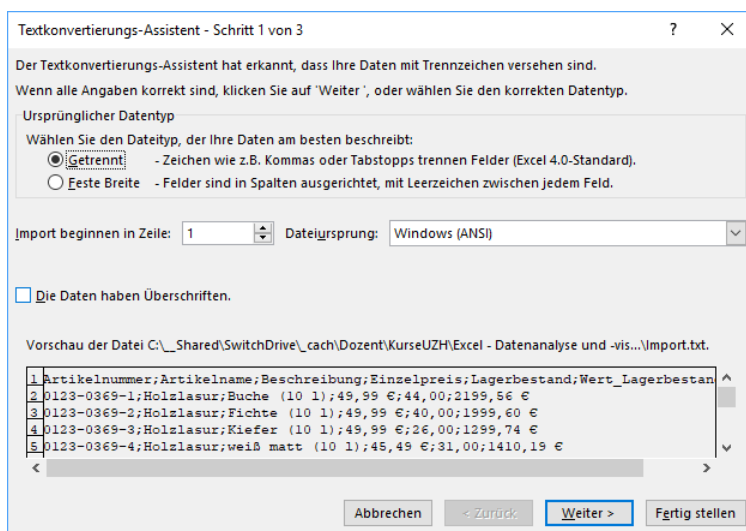 Textkonvertierungs-Assistent - Schritt 1 von 3
Der Textkonvertierungs-Assistent hat erkannt, dass Ihre Daten mit Trennzeichen versehen sind.
Wenn alle Angaben korrekt sind, klicken Sie auf 'Weiter ', oder wählen Sie den korrekten Datentyp.
Ursprünglicher Datentyp
Wählen Sie den Dateityp, der Ihre Daten am besten beschreibt:
Getrennt - Zeichen wie z.B. Kommas oder Tabstopps trennen Felder (Excel 4.0-Standard).
Feste Breite - Felder sind in Spalten ausgerichtet, mit Leerzeichen zwischen jedem Feld.
Import beginnen in Zeile: 1 Dateiursprung: Windows (ANSI)
Die Daten haben Überschriften.
Vorschau der Datei C:\__Shared\SwitchDrive\_cach\Dozent\KurseUZH\Excel - Datenanalyse und -vis...\Import.txt.
1 Artikelnummer;Artikelname;Beschreibung;Einzelpreis;Lagerbestand;Wert_Lagerbestan
2 0123-0369-1;Holzlasur;Buche (10 l);49,99 €;44,00;2199,56 €
3 0123-0369-2;Holzlasur;Fichte (10 l);49,99 €;40,00;1999,60 €
4 0123-0369-3;Holzlasur;Kiefer (10 l);49,99 €;26,00;1299,74 €
5 0123-0369-4;Holzlasur;weiß matt (10 l);45,49 €;31,00;1410,19 €
Abbrechen < Zurück Weiter > Fertig stellen